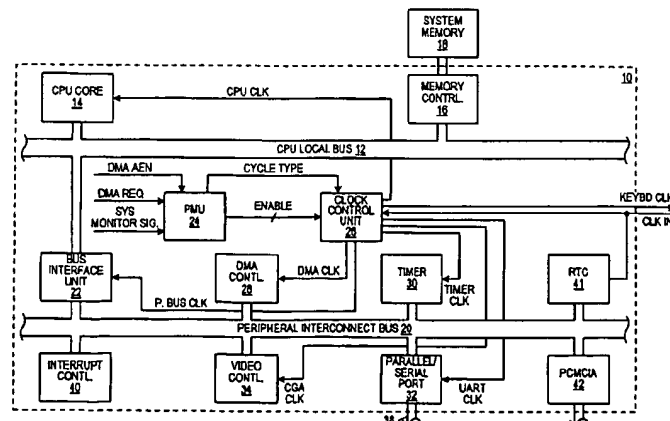 SYSTEM
MEMORY
18
10
CPU CORE
14
CPU CLK
MEMORY
CONTRL.
16
CPU LOCAL BUS 12
DMA AEN
CYCLE TYPE
DMA REQ.
SYS
MONITOR SIG.
PMU
24
ENABLE
CLOCK
CONTROL
UNIT
26
KEYBD CLK
CLK IN
BUS
INTERFACE
UNIT
22
DMA
CONTL.
28
DMA CLK
TIMER
30
TIMER
CLK
RTC
41
P. BUS CLK
PERIPHERAL INTERCONNECT BUS 20
INTERRUPT
CONTL.
40
VIDEO
CONTL.
34
CGA
CLK
PARALLEL/
SERIAL
PORT
32
UART
CLK
PCMCIA
42
38